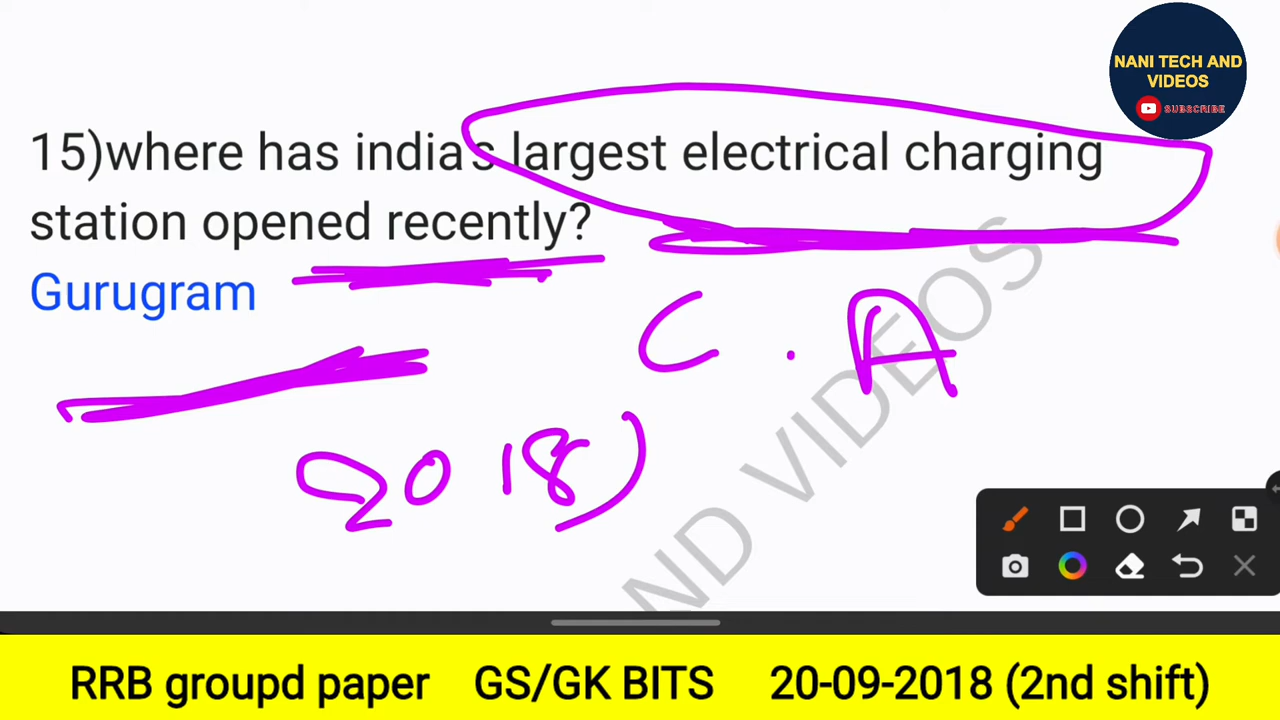 NANI TECH AND
VIDEOS
SUBSCRIBE
15)where has india's largest electrical charging
station opened recently?
Gurugram
C . A
2018)
ND VIDEOS
RRB groupd paper GS/GK BITS 20-09-2018 (2nd shift)